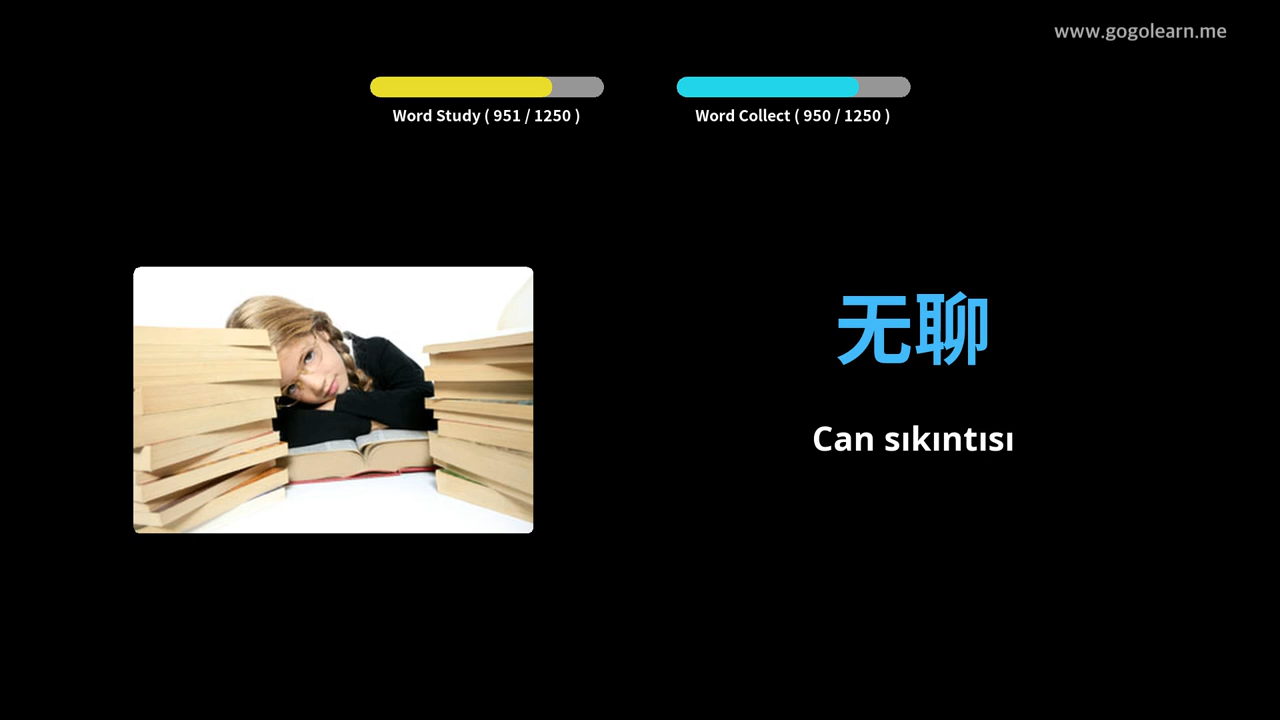 www.gogolearn.me
Word Study ( 951 / 1250 )
Word Collect ( 950 / 1250 )
无聊
Can sıkıntısı